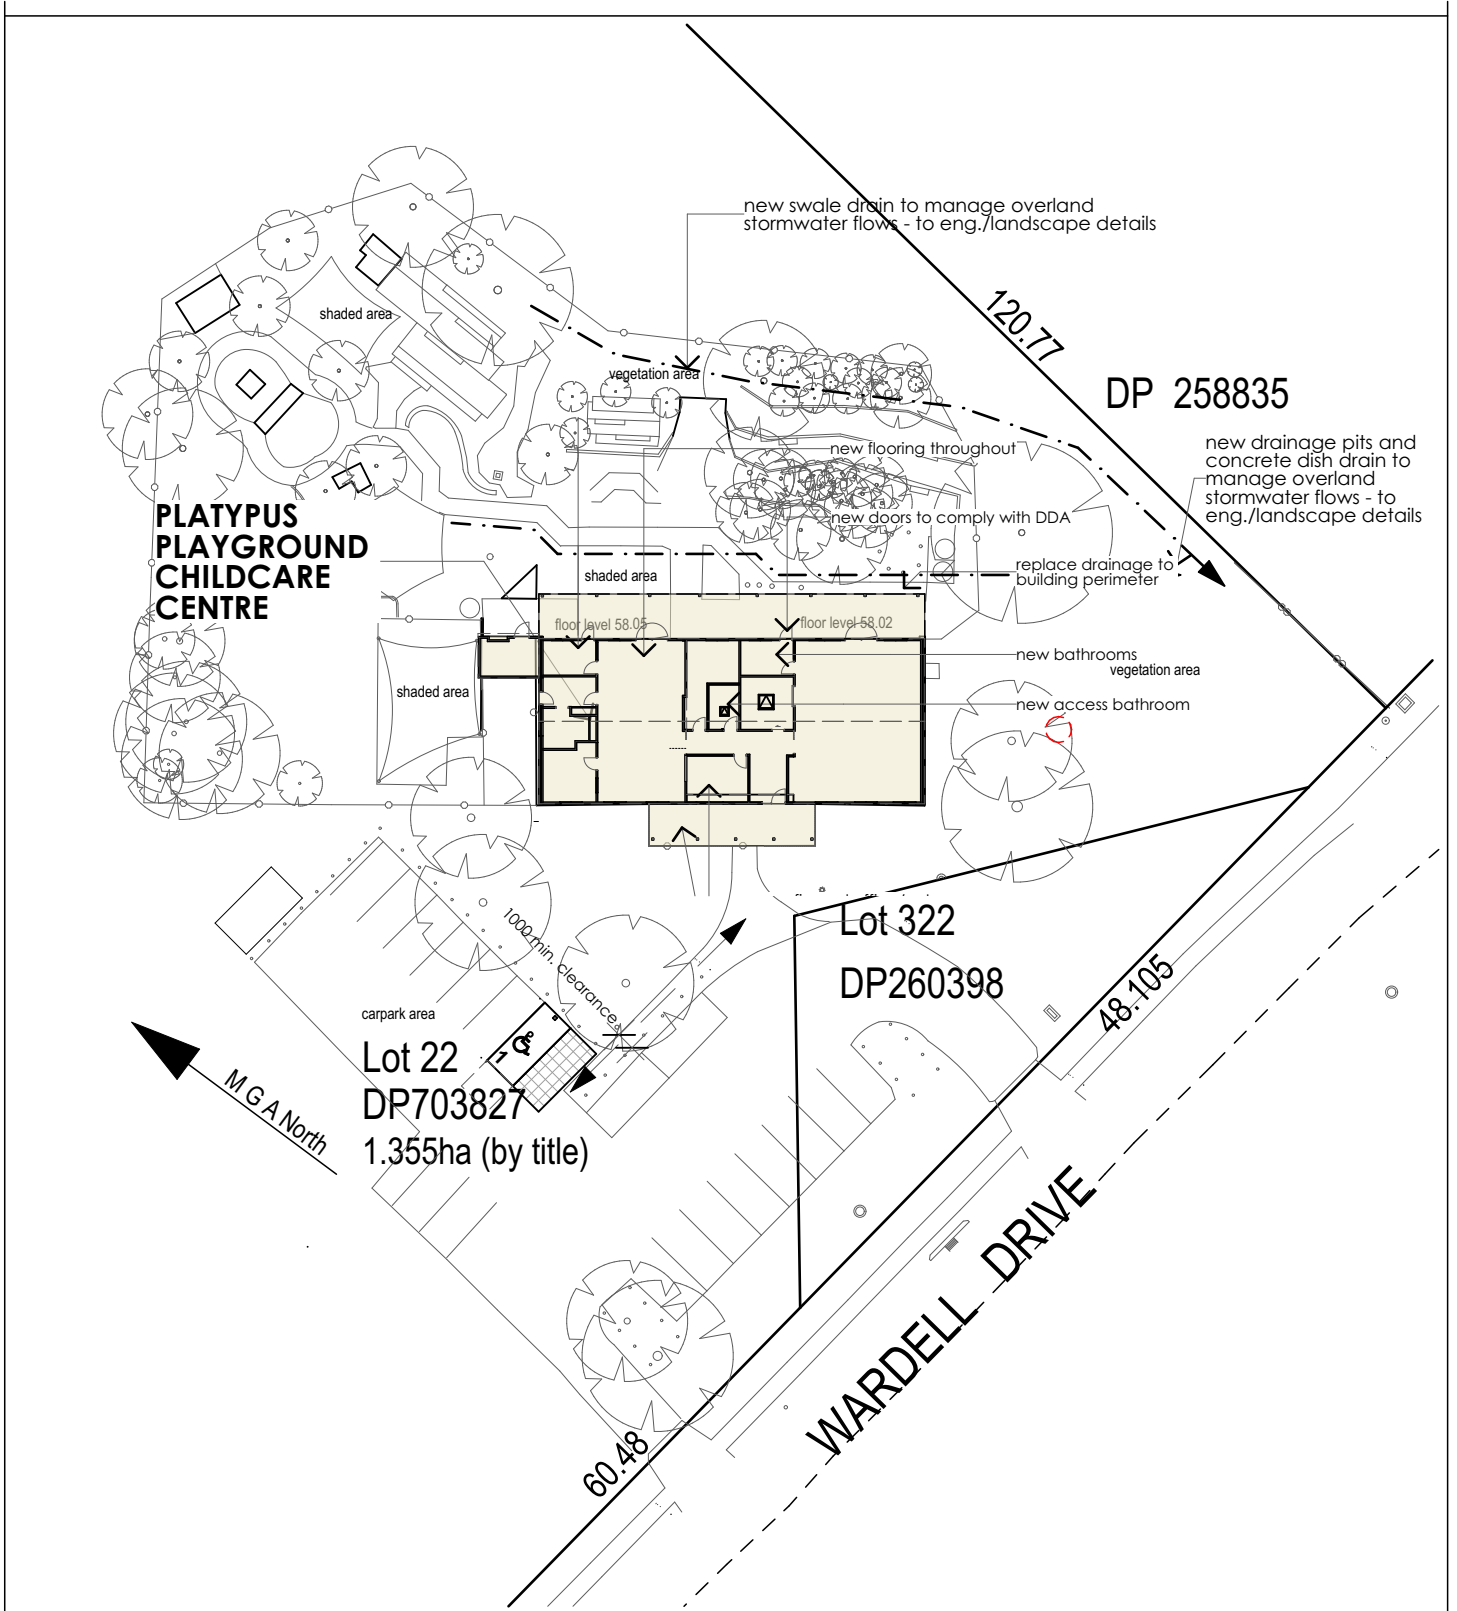 new swale drain to manage overland
stormwater flows - to eng./landscape details
120.77
shaded area
vegetation area
DP 258835
new drainage pits and
concrete dish drain to
manage overland
stormwater flows - to
eng./landscape details
new flooring throughout
new doors to comply with DDA
PLATYPUS
PLAYGROUND
CHILDCARE
CENTRE
shaded area
replace drainage to
building perimeter
floor level 58.05
floor level 58.02
new bathrooms
vegetation area
shaded area
new access bathroom
1000 min. clearance
Lot 322
DP260398
48.105
carpark area
Lot 22
DP703827
1.355ha (by title)
1
M G A North
WARDELL DRIVE
60.48